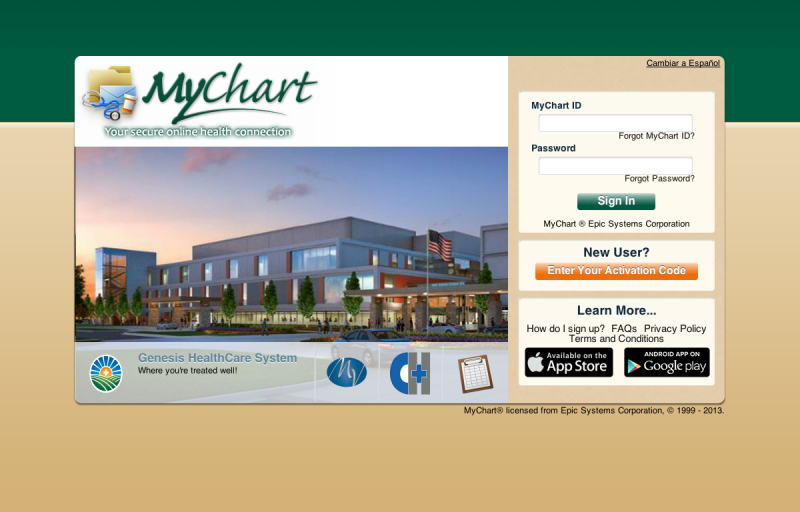 Cambiar a Español
MyChart
Your secure online health connection
MyChart ID
Forgot MyChart ID?
Password
Forgot Password?
Sign In
MyChart ® Epic Systems Corporation
New User?
Enter Your Activation Code
Learn More...
How do I sign up? FAQs Privacy Policy
Terms and Conditions
Available on the
App Store
ANDROID APP ON
Google play
Genesis HealthCare System
Where you're treated well!
My
CH
MyChart® licensed from Epic Systems Corporation, © 1999 - 2013.